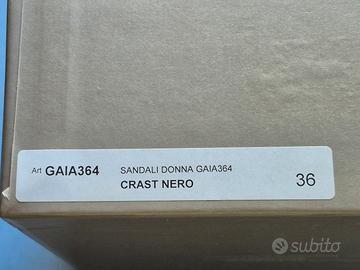 Art GAIA364 SANDALI DONNA GAIA364
CRAST NERO 36
subito